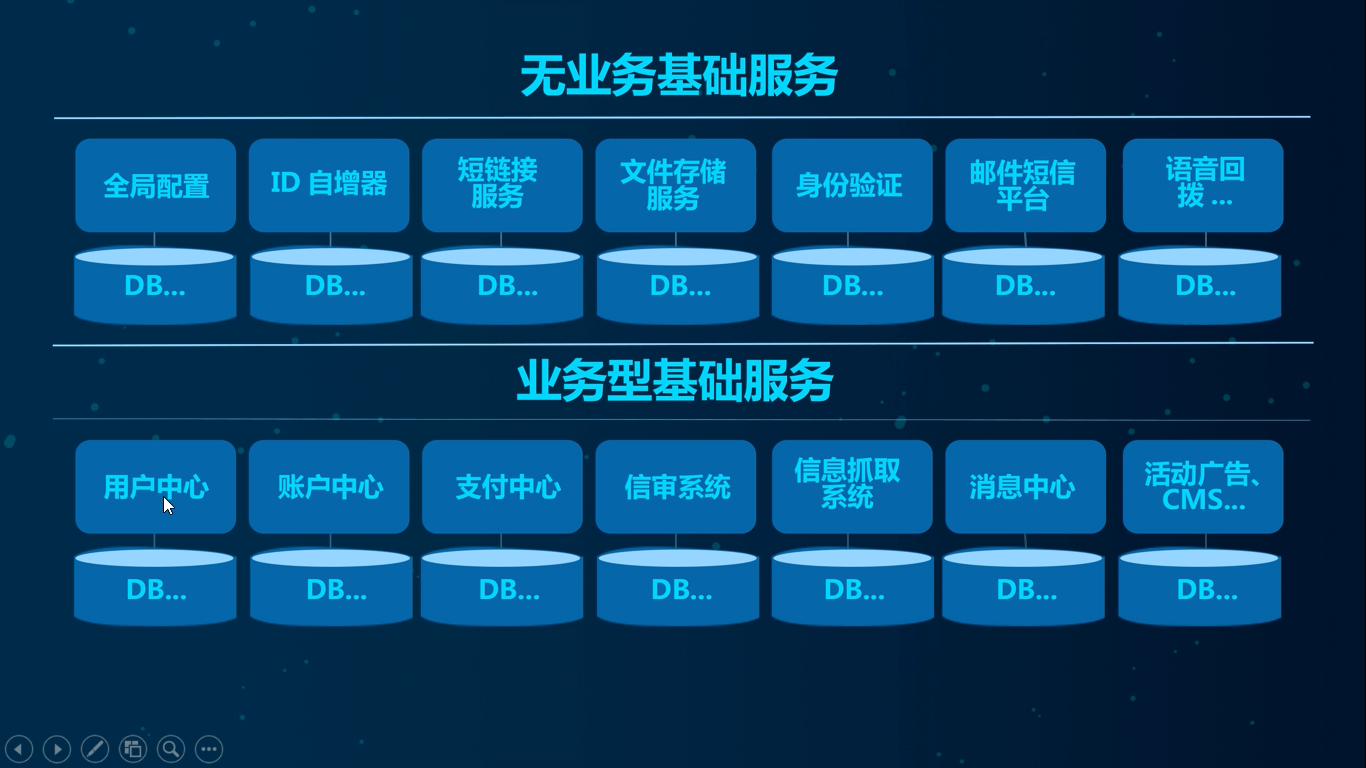 无业务基础服务
全局配置
ID 自增器
短链接
服务
文件存储
服务
身份验证
邮件短信
平台
语音回
拨 ...
DB...
DB...
DB...
DB...
DB...
DB...
DB...
业务型基础服务
用户中心
账户中心
支付中心
信审系统
信息抓取
系统
消息中心
活动广告、
CMS...
DB...
DB...
DB...
DB...
DB...
DB...
DB...